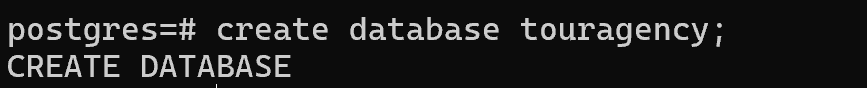 postgres=# create database touragency;
CREATE DATABASE